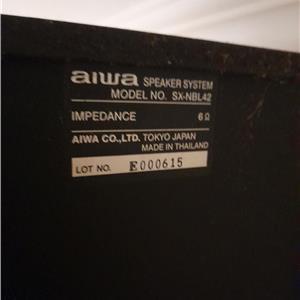 aiwa SPEAKER SYSTEM
MODEL NO. SX-NBL42
IMPEDANCE 6 Ω
AIWA CO., LTD. TOKYO JAPAN
MADE IN THAILAND
LOT NO. E000615